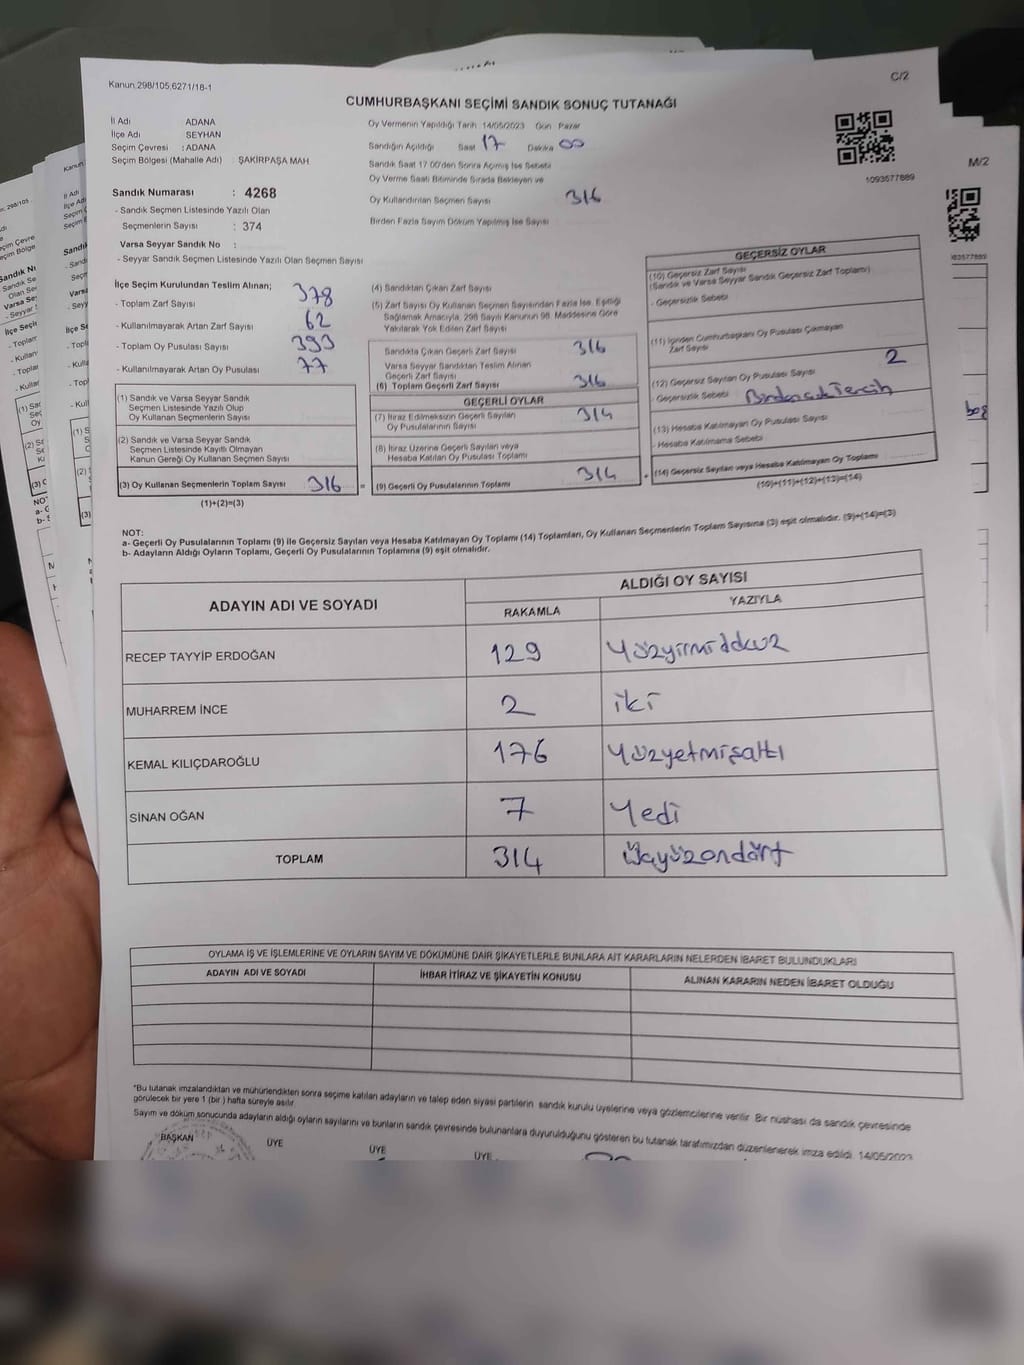 Kanun,298/105,6271/18-1
C/2
CUMHURBAŞKANI SEÇİMİ SANDIK SONUÇ TUTANAĞI
İl Adı ADANA
İlçe Adı SEYHAN
Seçim Çevresi : ADANA
Seçim Bölgesi (Mahalle Adı) : ŞAKİRPAŞA MAH
Sandık Numarası : 4268
- Sandık Seçmen Listesinde Yazılı Olan
Seçmenlerin Sayısı : 374
Varsa Seyyar Sandık No :
- Seyyar Sandık Seçmen Listesinde Yazılı Olan Seçmen Sayısı
Oy Vermenin Yapıldığı Tarih 14/05/2023 Gün Pazar
Sandığın Açıldığı Saat 17 Dakika 00
Sandık Saat 17 00'den Sonra Açılmış İse Sebebi
Oy Verme Saati Bitiminde Sırada Bekleyen ve
Oy Kullandırılan Seçmen Sayısı 316
Birden Fazla Sayım Döküm Yapılmış İse Sayısı
1093577889
M/2
İlçe Seçim Kurulundan Teslim Alınan;
- Toplam Zarf Sayısı 378
- Kullanılmayarak Artan Zarf Sayısı 62
- Toplam Oy Pusulası Sayısı 393
- Kullanılmayarak Artan Oy Pusulası 77
(1) Sandık ve Varsa Seyyar Sandık
Seçmen Listesinde Yazılı Olup
Oy Kullanan Seçmenlerin Sayısı
(2) Sandık ve Varsa Seyyar Sandık
Seçmen Listesinde Kayıtlı Olmayan
Kanun Gereği Oy Kullanan Seçmen Sayısı
(3) Oy Kullanan Seçmenlerin Toplam Sayısı 316
(1)+(2)=(3)
=
(4) Sandıktan Çıkan Zarf Sayısı
(5) Zarf Sayısı Oy Kullanan Seçmen Sayısından Fazla İse, Eşitliği
Sağlamak Amacıyla, 298 Sayılı Kanunun 98. Maddesine Göre
Yakılarak Yok Edilen Zarf Sayısı
Sandıkta Çıkan Geçerli Zarf Sayısı 316
Varsa Seyyar Sandıktan Teslim Alınan
Geçerli Zarf Sayısı
(6) Toplam Geçerli Zarf Sayısı 316
GEÇERLİ OYLAR
(7) İtiraz Edilmeksizin Geçerli Sayılan
Oy Pusulasının Sayısı 314
(8) İtiraz Üzerine Geçerli Sayılan veya
Hesaba Katılan Oy Pusulası Toplamı
(9) Geçerli Oy Pusulalarının Toplamı 314
+
GEÇERSİZ OYLAR
(10) Geçersiz Zarf Sayısı
(Sandık ve Varsa Seyyar Sandık Geçersiz Zarf Toplamı)
- Geçersizlik Sebebi
(11) İçinden Cumhurbaşkanı Oy Pusulası Çıkmayan
Zarf Sayısı
(12) Geçersiz Sayılan Oy Pusulası Sayısı 2
- Geçersizlik Sebebi Birden çok Tercih
(13) Hesaba Katılmayan Oy Pusulası Sayısı
- Hesaba Katılmama Sebebi
(14) Geçersiz Sayılan veya Hesaba Katılmayan Oy Toplamı
(10)+(11)+(12)+(13)=(14)
NOT:
a- Geçerli Oy Pusulalarının Toplamı (9) ile Geçersiz Sayılan veya Hesaba Katılmayan Oy Toplamı (14) Toplamları, Oy Kullanan Seçmenlerin Toplam Sayısına (3) eşit olmalıdır. (9)+(14)=(3)
b- Adayların Aldığı Oyların Toplamı, Geçerli Oy Pusulalarının Toplamına (9) eşit olmalıdır.
ADAYIN ADI VE SOYADI ALDIĞI OY SAYISI
RAKAMLA YAZIYLA
RECEP TAYYİP ERDOĞAN 129 Yüzyirmidokuz
MUHARREM İNCE 2 iki
KEMAL KILIÇDAROĞLU 176 Yüzyetmişaltı
SİNAN OĞAN 7 Yedi
TOPLAM 314 Üçyüzondört
OYLAMA İŞ VE İŞLEMLERİNE VE OYLARIN SAYIM VE DÖKÜMÜNE DAİR ŞİKAYETLERLE BUNLARA AİT KARARLARIN NELERDEN İBARET BULUNDUKLARI
ADAYIN ADI VE SOYADI İHBAR İTİRAZ VE ŞİKAYETİN KONUSU ALINAN KARARIN NEDEN İBARET OLDUĞU
*Bu tutanak imzalandıktan ve mühürlendikten sonra seçime katılan adayların ve talep eden siyasi partilerin sandık kurulu üyelerine veya gözlemcilerine verilir. Bir nüshası da sandık çevresinde
görülecek bir yere 1 (bir ) hafta süreyle asılır.
Sayım ve döküm sonucunda adayların aldığı oyların sayılarını ve bunların sandık çevresinde bulunanlara duyurulduğunu gösteren bu tutanak tarafımızdan düzenlenerek imza edildi. 14/05/2023
BAŞKAN ÜYE ÜYE ÜYE